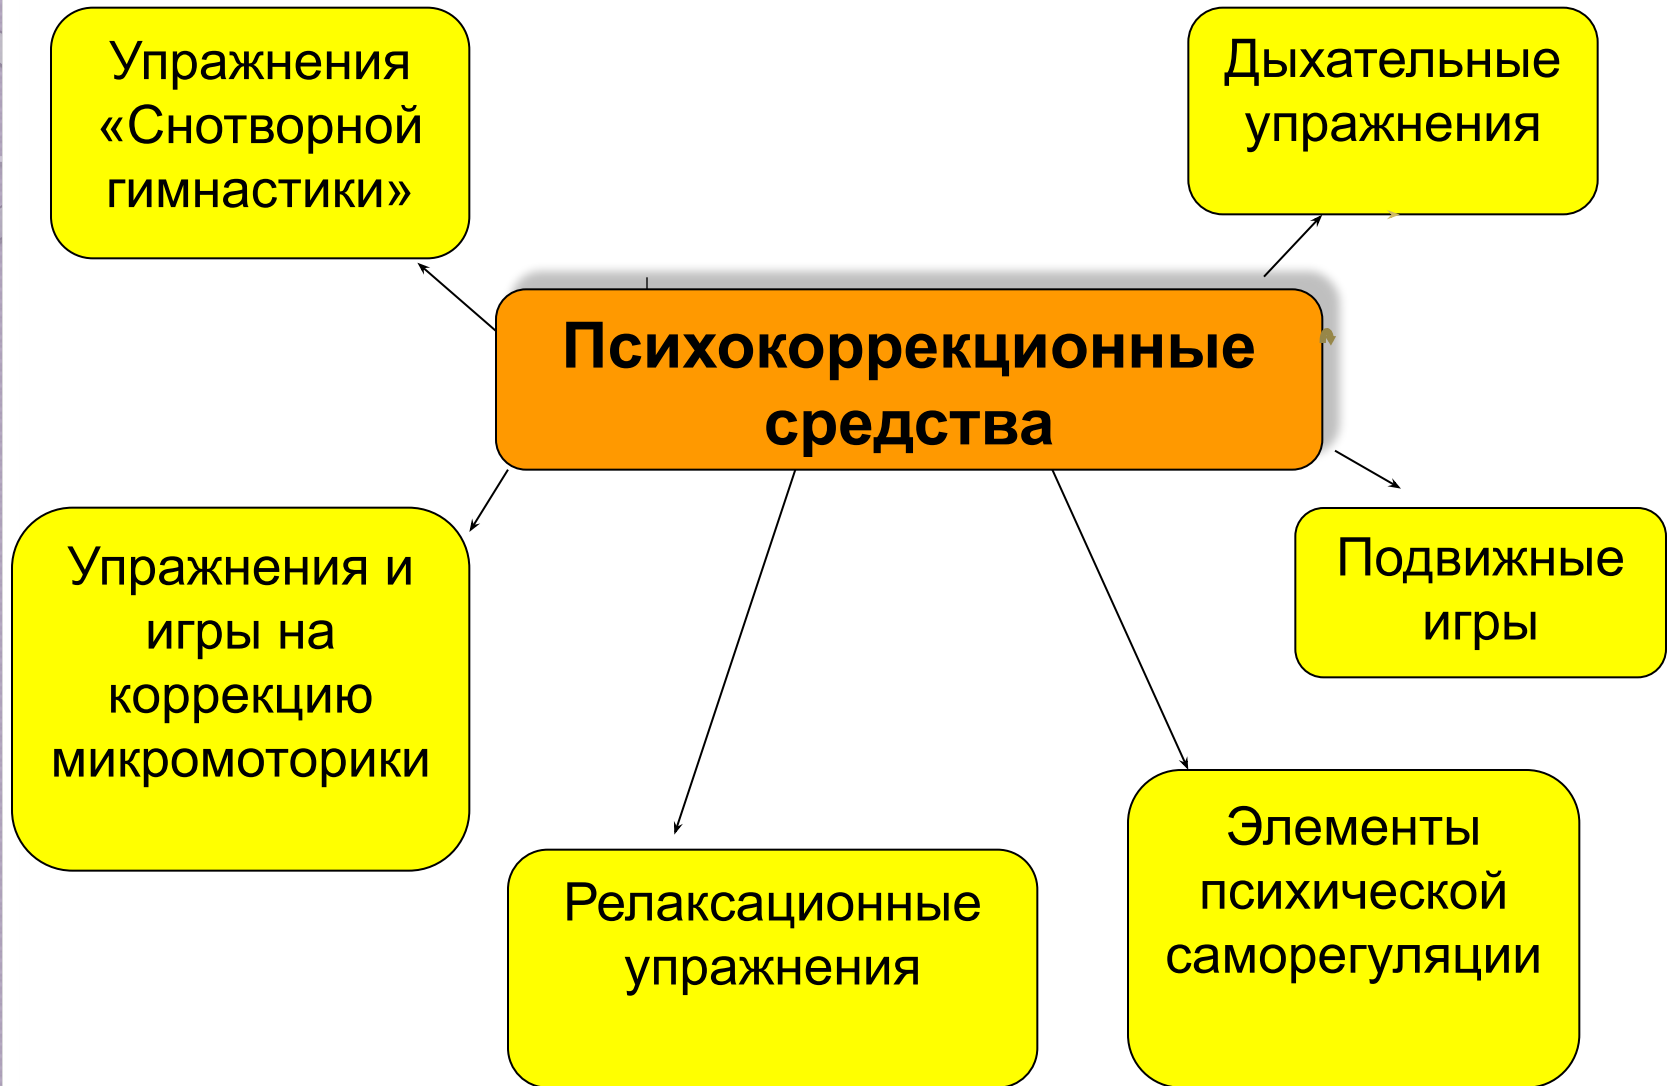 Упражнения
«Снотворной
гимнастики»
Дыхательные
упражнения
Психокоррекционные
средства
Упражнения и
игры на
коррекцию
микромоторики
Подвижные
игры
Релаксационные
упражнения
Элементы
психической
саморегуляции